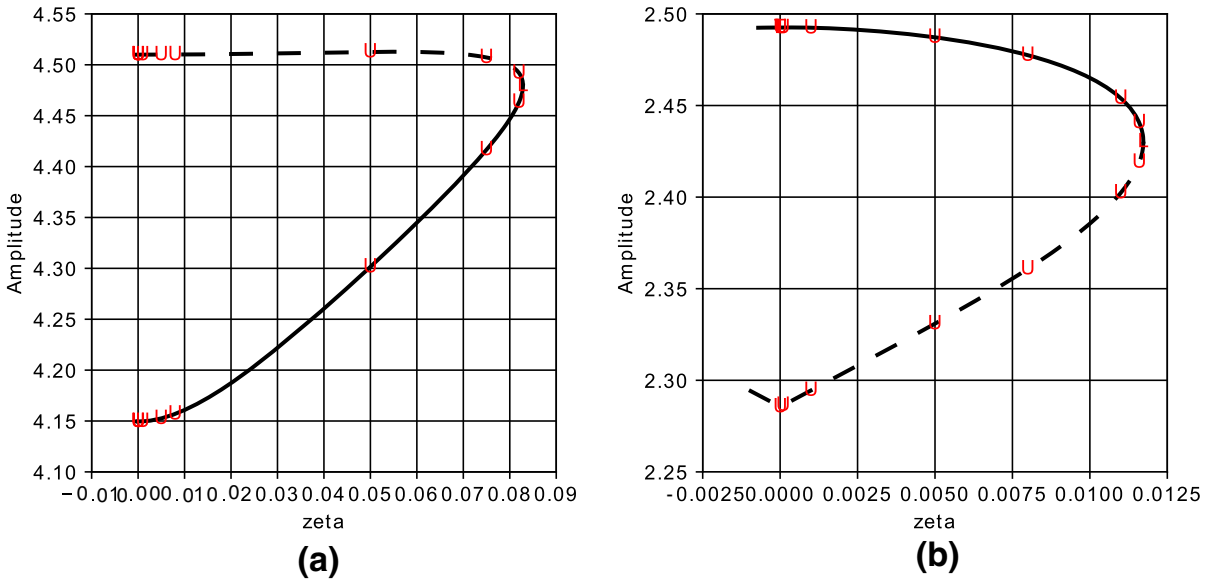 4.55
4.50
4.45
4.40
4.35
4.30
4.25
4.20
4.15
4.10
Amplitude
U U U U U U U U
U
L
U
U
U
U U U U U
−0.01 0.00 0.01 0.02 0.03 0.04 0.05 0.06 0.07 0.08 0.09
zeta
(a)
2.50
2.45
2.40
2.35
2.30
2.25
Amplitude
U U U U U
U
U
L
U
U
U
U
U
U U
-0.0025 0.0000 0.0025 0.0050 0.0075 0.0100 0.0125
zeta
(b)